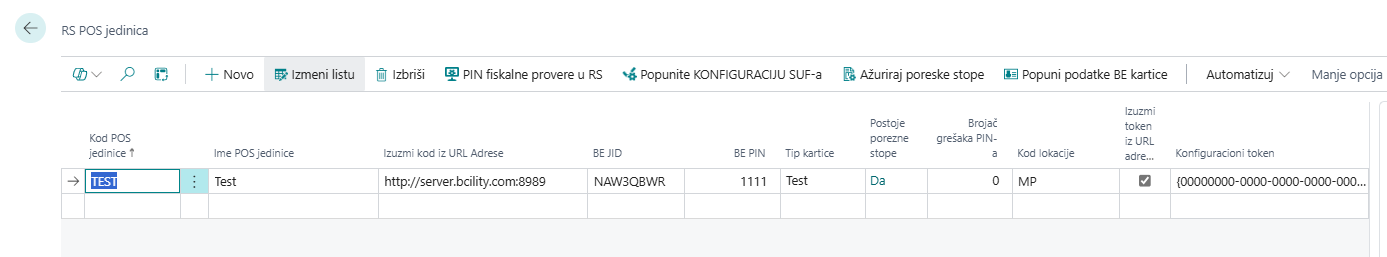 RS POS jedinica
Novo Izmeni listu Izbriši PIN fiskalne provere u RS Popunite KONFIGURACIJU SUF-a Ažuriraj poreske stope Popuni podatke BE kartice Automatizuj Manje opcija
Kod POS
jedinice ↑
Ime POS jedinice
Izuzmi kod iz URL Adrese
BE JID
BE PIN
Tip kartice
Postoje
porezne
stope
Brojač
grešaka PIN-
a
Kod lokacije
Izuzmi
token
iz URL
adre...
Konfiguracioni token
TEST Test http://server.bcility.com:8989 NAW3QBWR 1111 Test Da 0 MP {00000000-0000-0000-0000-000...